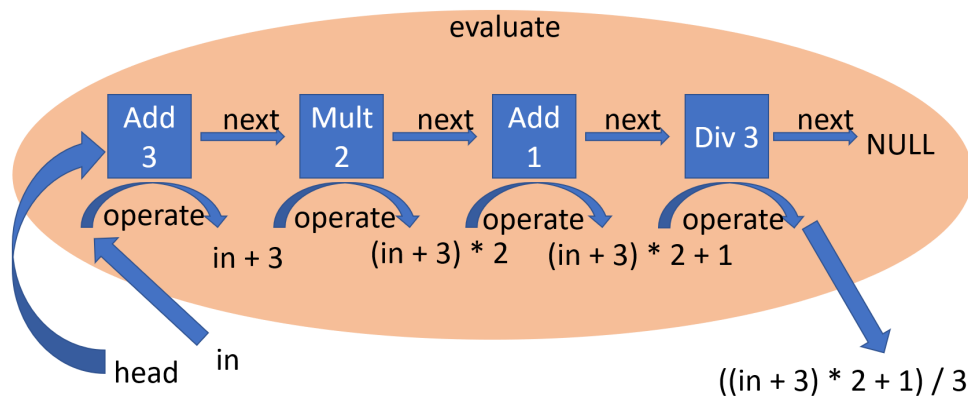 evaluate
Add
3
next
Mult
2
next
Add
1
next
Div 3
next
NULL
operate
operate
operate
operate
in + 3
(in + 3) * 2
(in + 3) * 2 + 1
head
in
((in + 3) * 2 + 1) / 3